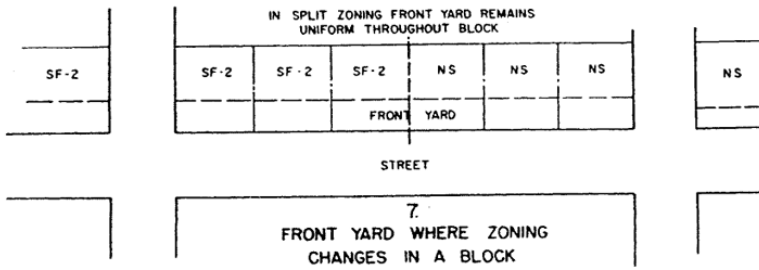 IN SPLIT ZONING FRONT YARD REMAINS
UNIFORM THROUGHOUT BLOCK
SF-2 SF-2 SF-2 SF-2 NS NS NS NS
FRONT YARD
STREET
7.
FRONT YARD WHERE ZONING
CHANGES IN A BLOCK